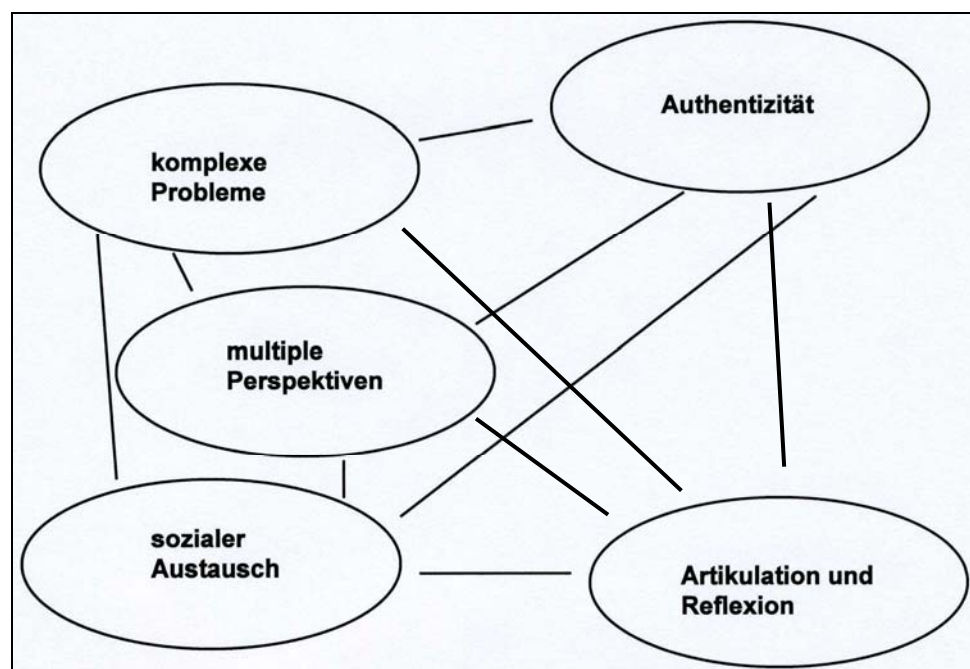 Authentizität
komplexe
Probleme
multiple
Perspektiven
sozialer
Austausch
Artikulation und
Reflexion